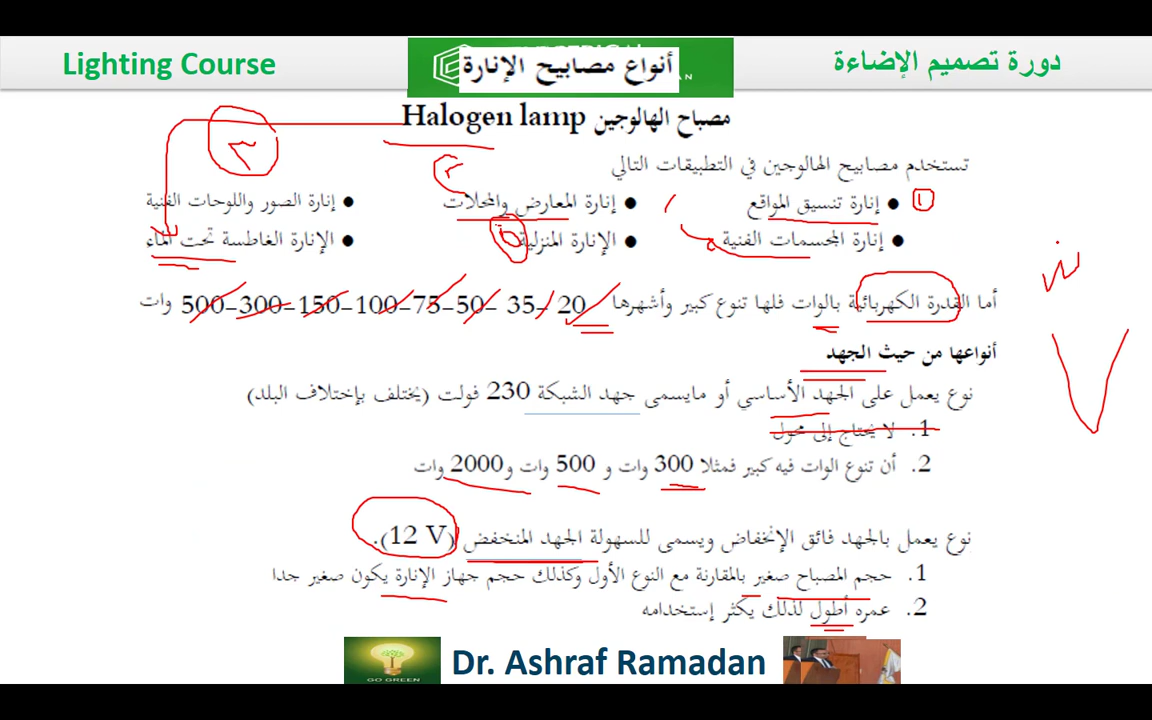 Lighting Course
أنواع مصابيح الإنارة
دورة تصميم الإضاءة
مصباح الهالوجين Halogen lamp
تستخدم مصابيح الهالوجين في التطبيقات التالي
● إنارة تنسيق المواقع ● إنارة المعارض والمحلات ● إنارة الصور واللوحات الفنية
● إنارة المجسمات الفنية ● الإنارة المنزلية ● الإنارة الغاطسة تحت الماء
أما القدرة الكهربائية بالوات فلها تنوع كبير وأشهرها 20 -35 -50-75-100-150-300-500 وات
أنواعها من حيث الجهد
نوع يعمل على الجهد الأساسي أو مايسمى جهد الشبكة 230 فولت (يختلف بإختلاف البلد)
1. لا يحتاج إلى محول
2. أن تنوع الوات فيه كبير فمثلا 300 وات و 500 وات و2000 وات
نوع يعمل بالجهد فائق الإنخفاض ويسمى للسهولة الجهد المنخفض (12 V).
1. حجم المصباح صغير بالمقارنة مع النوع الأول وكذلك حجم جهاز الإنارة يكون صغير جدا
2. عمره أطول لذلك يكثر إستخدامه
GO GREEN
Dr. Ashraf Ramadan